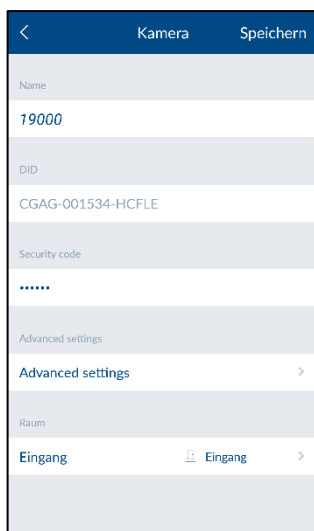 Kamera Speichern
Name
19000
DID
CGAG-001534-HCFLE
Security code
••••••
Advanced settings
Advanced settings
Raum
Eingang Eingang